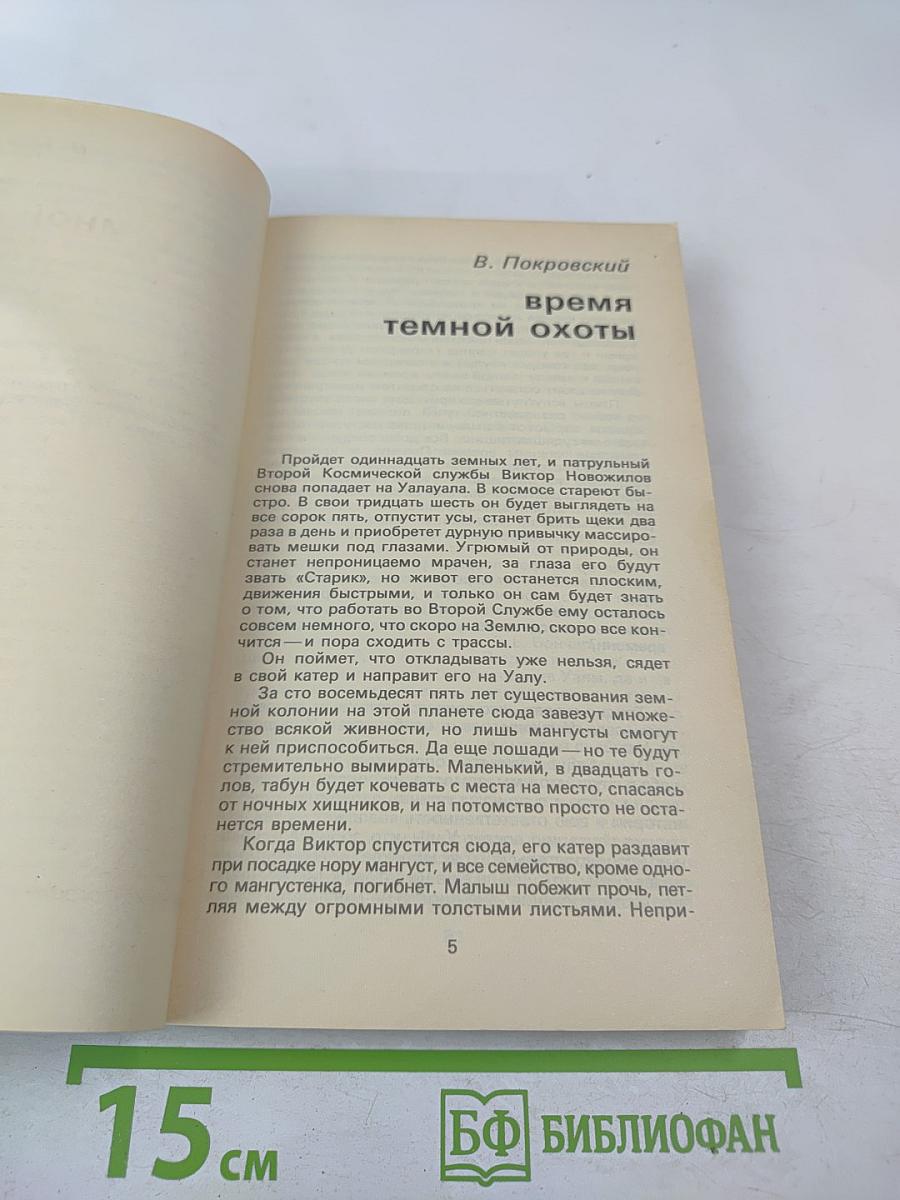 В. Покровский
время
темной охоты
Пройдет одиннадцать земных лет, и патрульный
Второй Космической службы Виктор Новожилов
снова попадает на Уалауала. В космосе стареют бы-
стро. В свои тридцать шесть он будет выглядеть на
все сорок пять, отпустит усы, станет брить щеки два
раза в день и приобретет дурную привычку массиро-
вать мешки под глазами. Угрюмый от природы, он
станет непроницаемо мрачен, за глаза его будут
звать «Старик», но живот его останется плоским,
движения быстрыми, и только он сам будет знать
о том, что работать во Второй Службе ему осталось
совсем немного, что скоро на Землю, скоро все кон-
чится — и пора сходить с трассы.
Он поймет, что откладывать уже нельзя, сядет
в свой катер и направит его на Уалу.
За сто восемьдесят пять лет существования зем-
ной колонии на этой планете сюда завезут множе-
ство всякой живности, но лишь мангусты смогут
к ней приспособиться. Да еще лошади — но те будут
стремительно вымирать. Маленький, в двадцать го-
лов, табун будет кочевать с места на место, спасаясь
от ночных хищников, и на потомство просто не оста-
нется времени.
Когда Виктор спустится сюда, его катер раздавит
при посадке нору мангуст, и все семейство, кроме одно-
го мангустенка, погибнет. Малыш побежит прочь, пет-
ляя между огромными толстыми листьями. Непри-
5
15 см
БФ БИБЛИОФАН